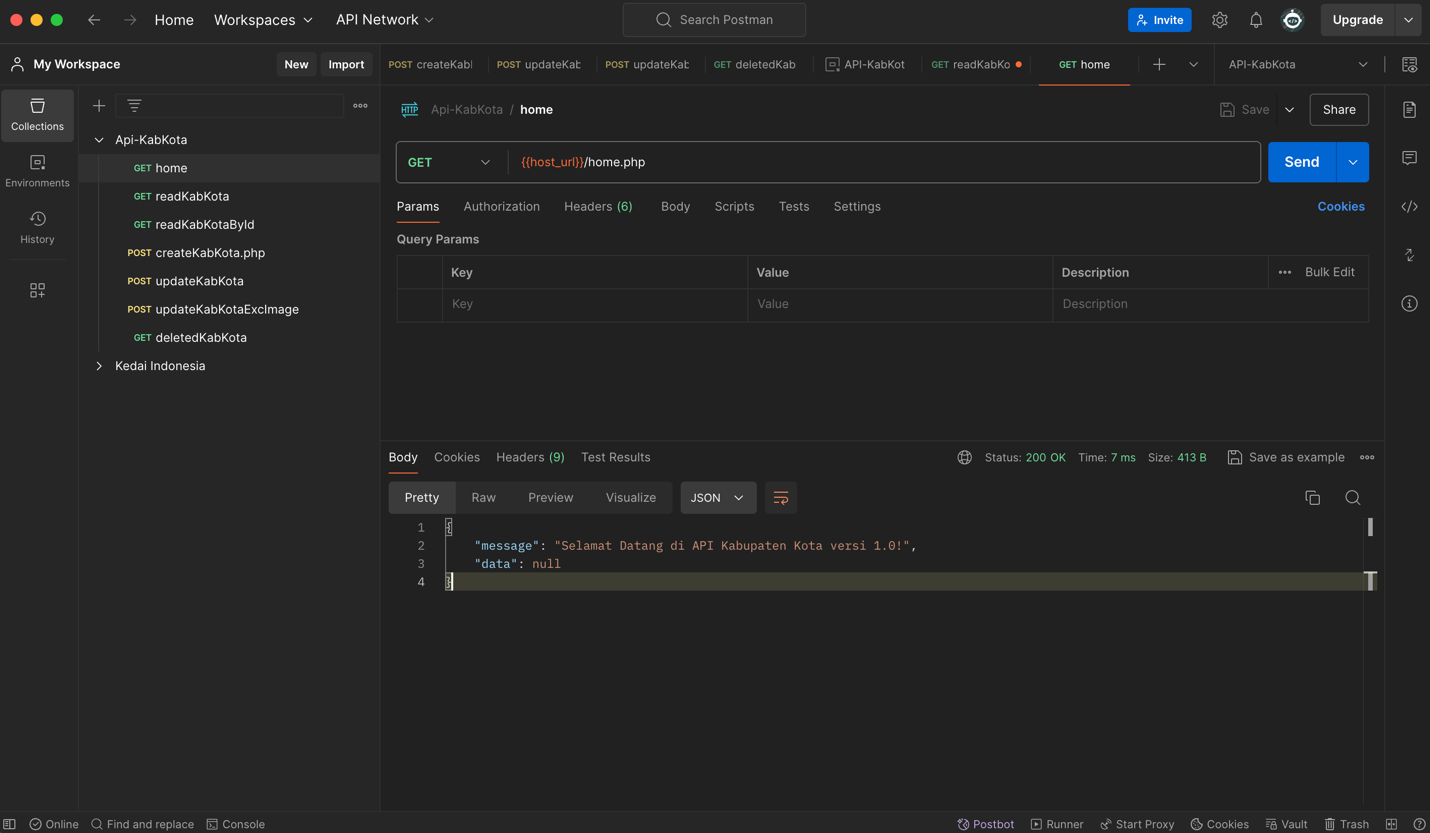 Home Workspaces API Network Search Postman Invite Upgrade
My Workspace New Import
POST createKabl POST updateKab POST updateKab GET deletedKab API-KabKot GET readKabKo GET home API-KabKota
Collections
Environments
History
Api-KabKota
GET home
GET readKabKota
GET readKabKotaById
POST createKabKota.php
POST updateKabKota
POST updateKabKotaExcImage
GET deletedKabKota
Kedai Indonesia
HTTP Api-KabKota / home Save Share
GET {{host_url}}/home.php Send
Params Authorization Headers (6) Body Scripts Tests Settings Cookies
Query Params
Key Value Description ••• Bulk Edit
Key Value Description
Body Cookies Headers (9) Test Results Status: 200 OK Time: 7 ms Size: 413 B Save as example
Pretty Raw Preview Visualize JSON
1 {
2 "message": "Selamat Datang di API Kabupaten Kota versi 1.0!",
3 "data": null
4 }
Online Find and replace Console Postbot Runner Start Proxy Cookies Vault Trash